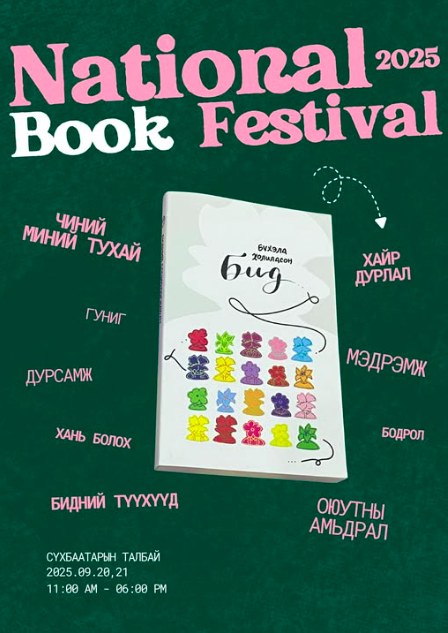 National 2025
Book Festival
БҮХЭЛД
ХОЛИЛДСОН
Бид
ЧИНИЙ
МИНИЙ ТУХАЙ
ХАЙР
ДУРЛАЛ
ГУНИГ
МЭДРЭМЖ
ДУРСАМЖ
ХАНЬ БОЛОХ
БОДРОЛ
БИДНИЙ ТҮҮХҮҮД
ОЮУТНЫ
АМЬДРАЛ
СҮХБААТАРЫН ТАЛБАЙ
2025.09.20,21
11:00 AM - 06:00 PM